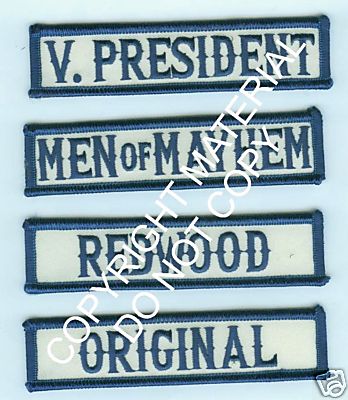 V. PRESIDENT
MEN OF MAYHEM
REDWOOD
ORIGINAL
COPYRIGHT MATERIAL
DO NOT COPY